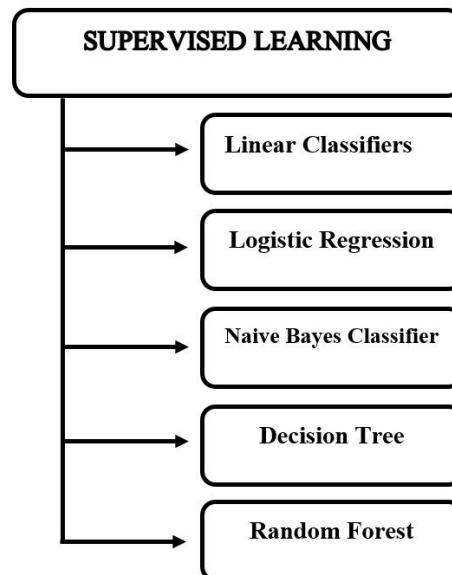 SUPERVISED LEARNING
Linear Classifiers
Logistic Regression
Naive Bayes Classifier
Decision Tree
Random Forest